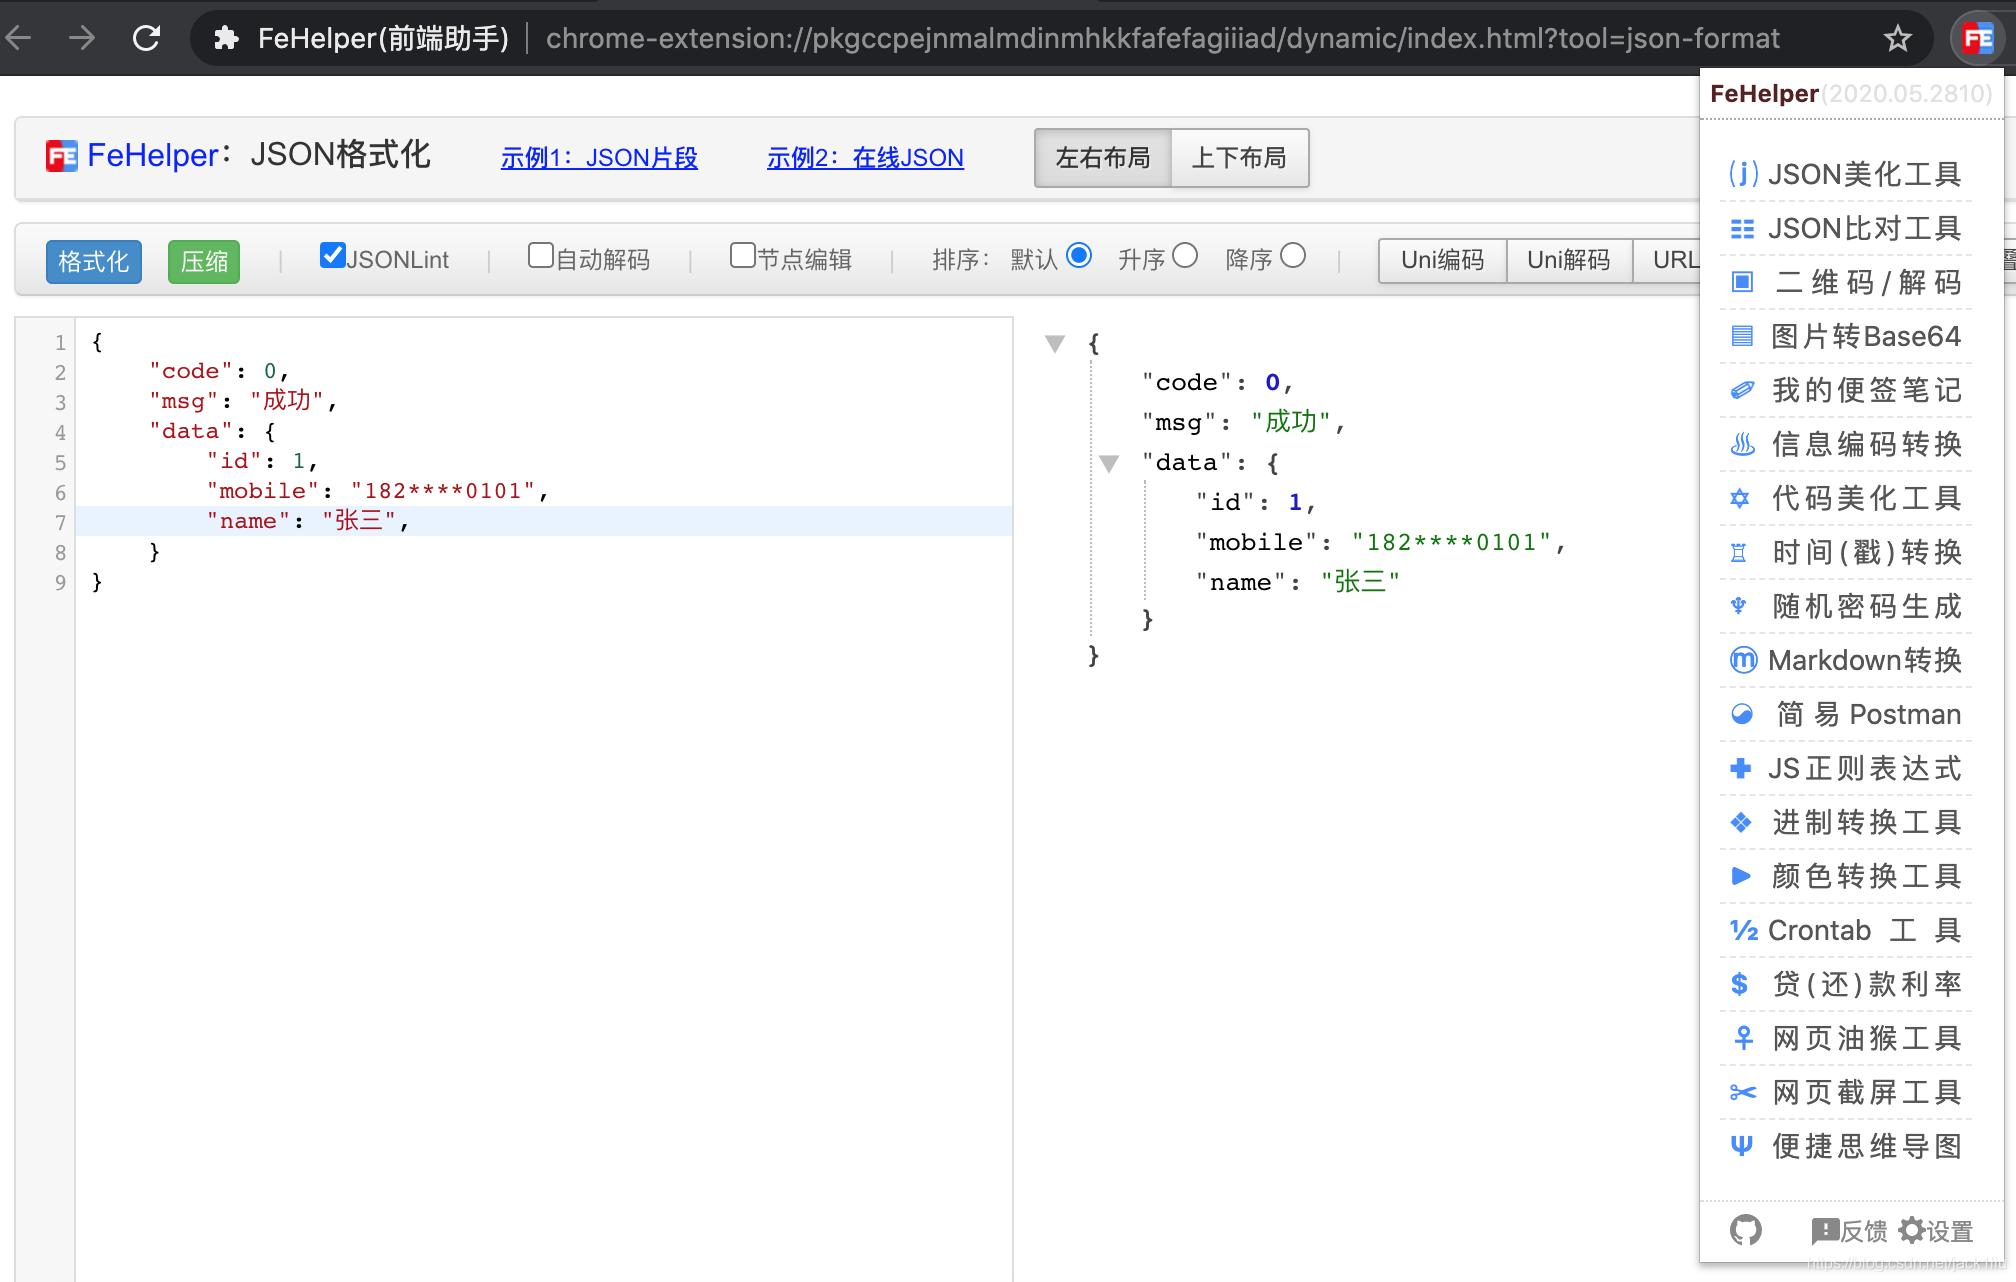 FeHelper(前端助手) chrome-extension://pkgccpejnmalmdinmhkkfafefagiiiad/dynamic/index.html?tool=json-format
FeHelper：JSON格式化 示例1：JSON片段 示例2：在线JSON 左右布局 上下布局
格式化 压缩 | JSONLint | 自动解码 | 节点编辑 | 排序： 默认 升序 降序 | Uni编码 Uni解码 URL
1 {
2 "code": 0,
3 "msg": "成功",
4 "data": {
5 "id": 1,
6 "mobile": "182****0101",
7 "name": "张三",
8 }
9 }
{
"code": 0,
"msg": "成功",
"data": {
"id": 1,
"mobile": "182****0101",
"name": "张三"
}
}
FE
FeHelper(2020.05.2810)
(j) JSON美化工具
JSON比对工具
二维码/解码
图片转Base64
我的便签笔记
信息编码转换
代码美化工具
时间(戳)转换
随机密码生成
m Markdown转换
简易Postman
JS正则表达式
进制转换工具
颜色转换工具
½ Crontab 工具
$ 贷(还)款利率
网页油猴工具
网页截屏工具
Ψ 便捷思维导图
反馈 设置